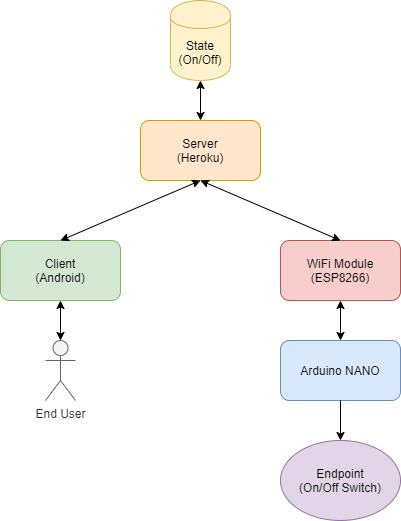 State
(On/Off)
Server
(Heroku)
Client
(Android)
WiFi Module
(ESP8266)
Arduino NANO
End User
Endpoint
(On/Off Switch)